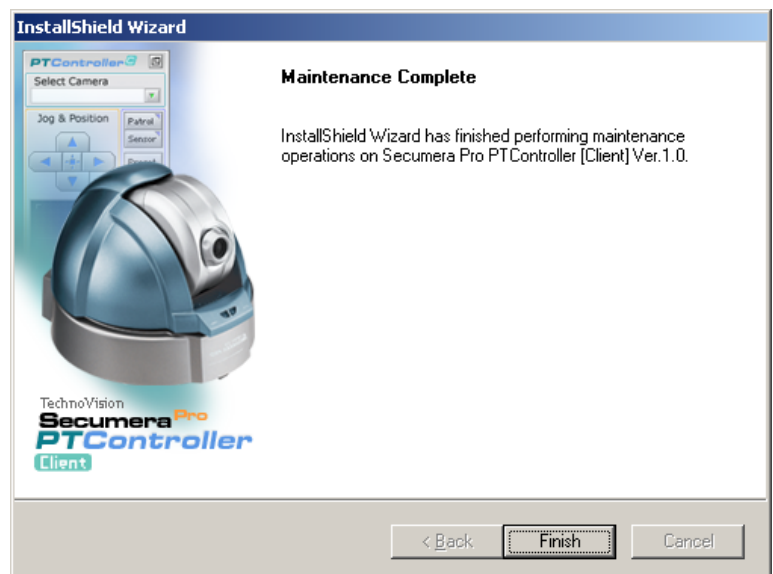 InstallShield Wizard
PTController
Select Camera
Jog & Position
Patrol
Sensor
Maintenance Complete
InstallShield Wizard has finished performing maintenance
operations on Secumera Pro PTController [Client] Ver.1.0.
TechnoVision
Secumera Pro
PTController
Client
< Back
Finish
Cancel